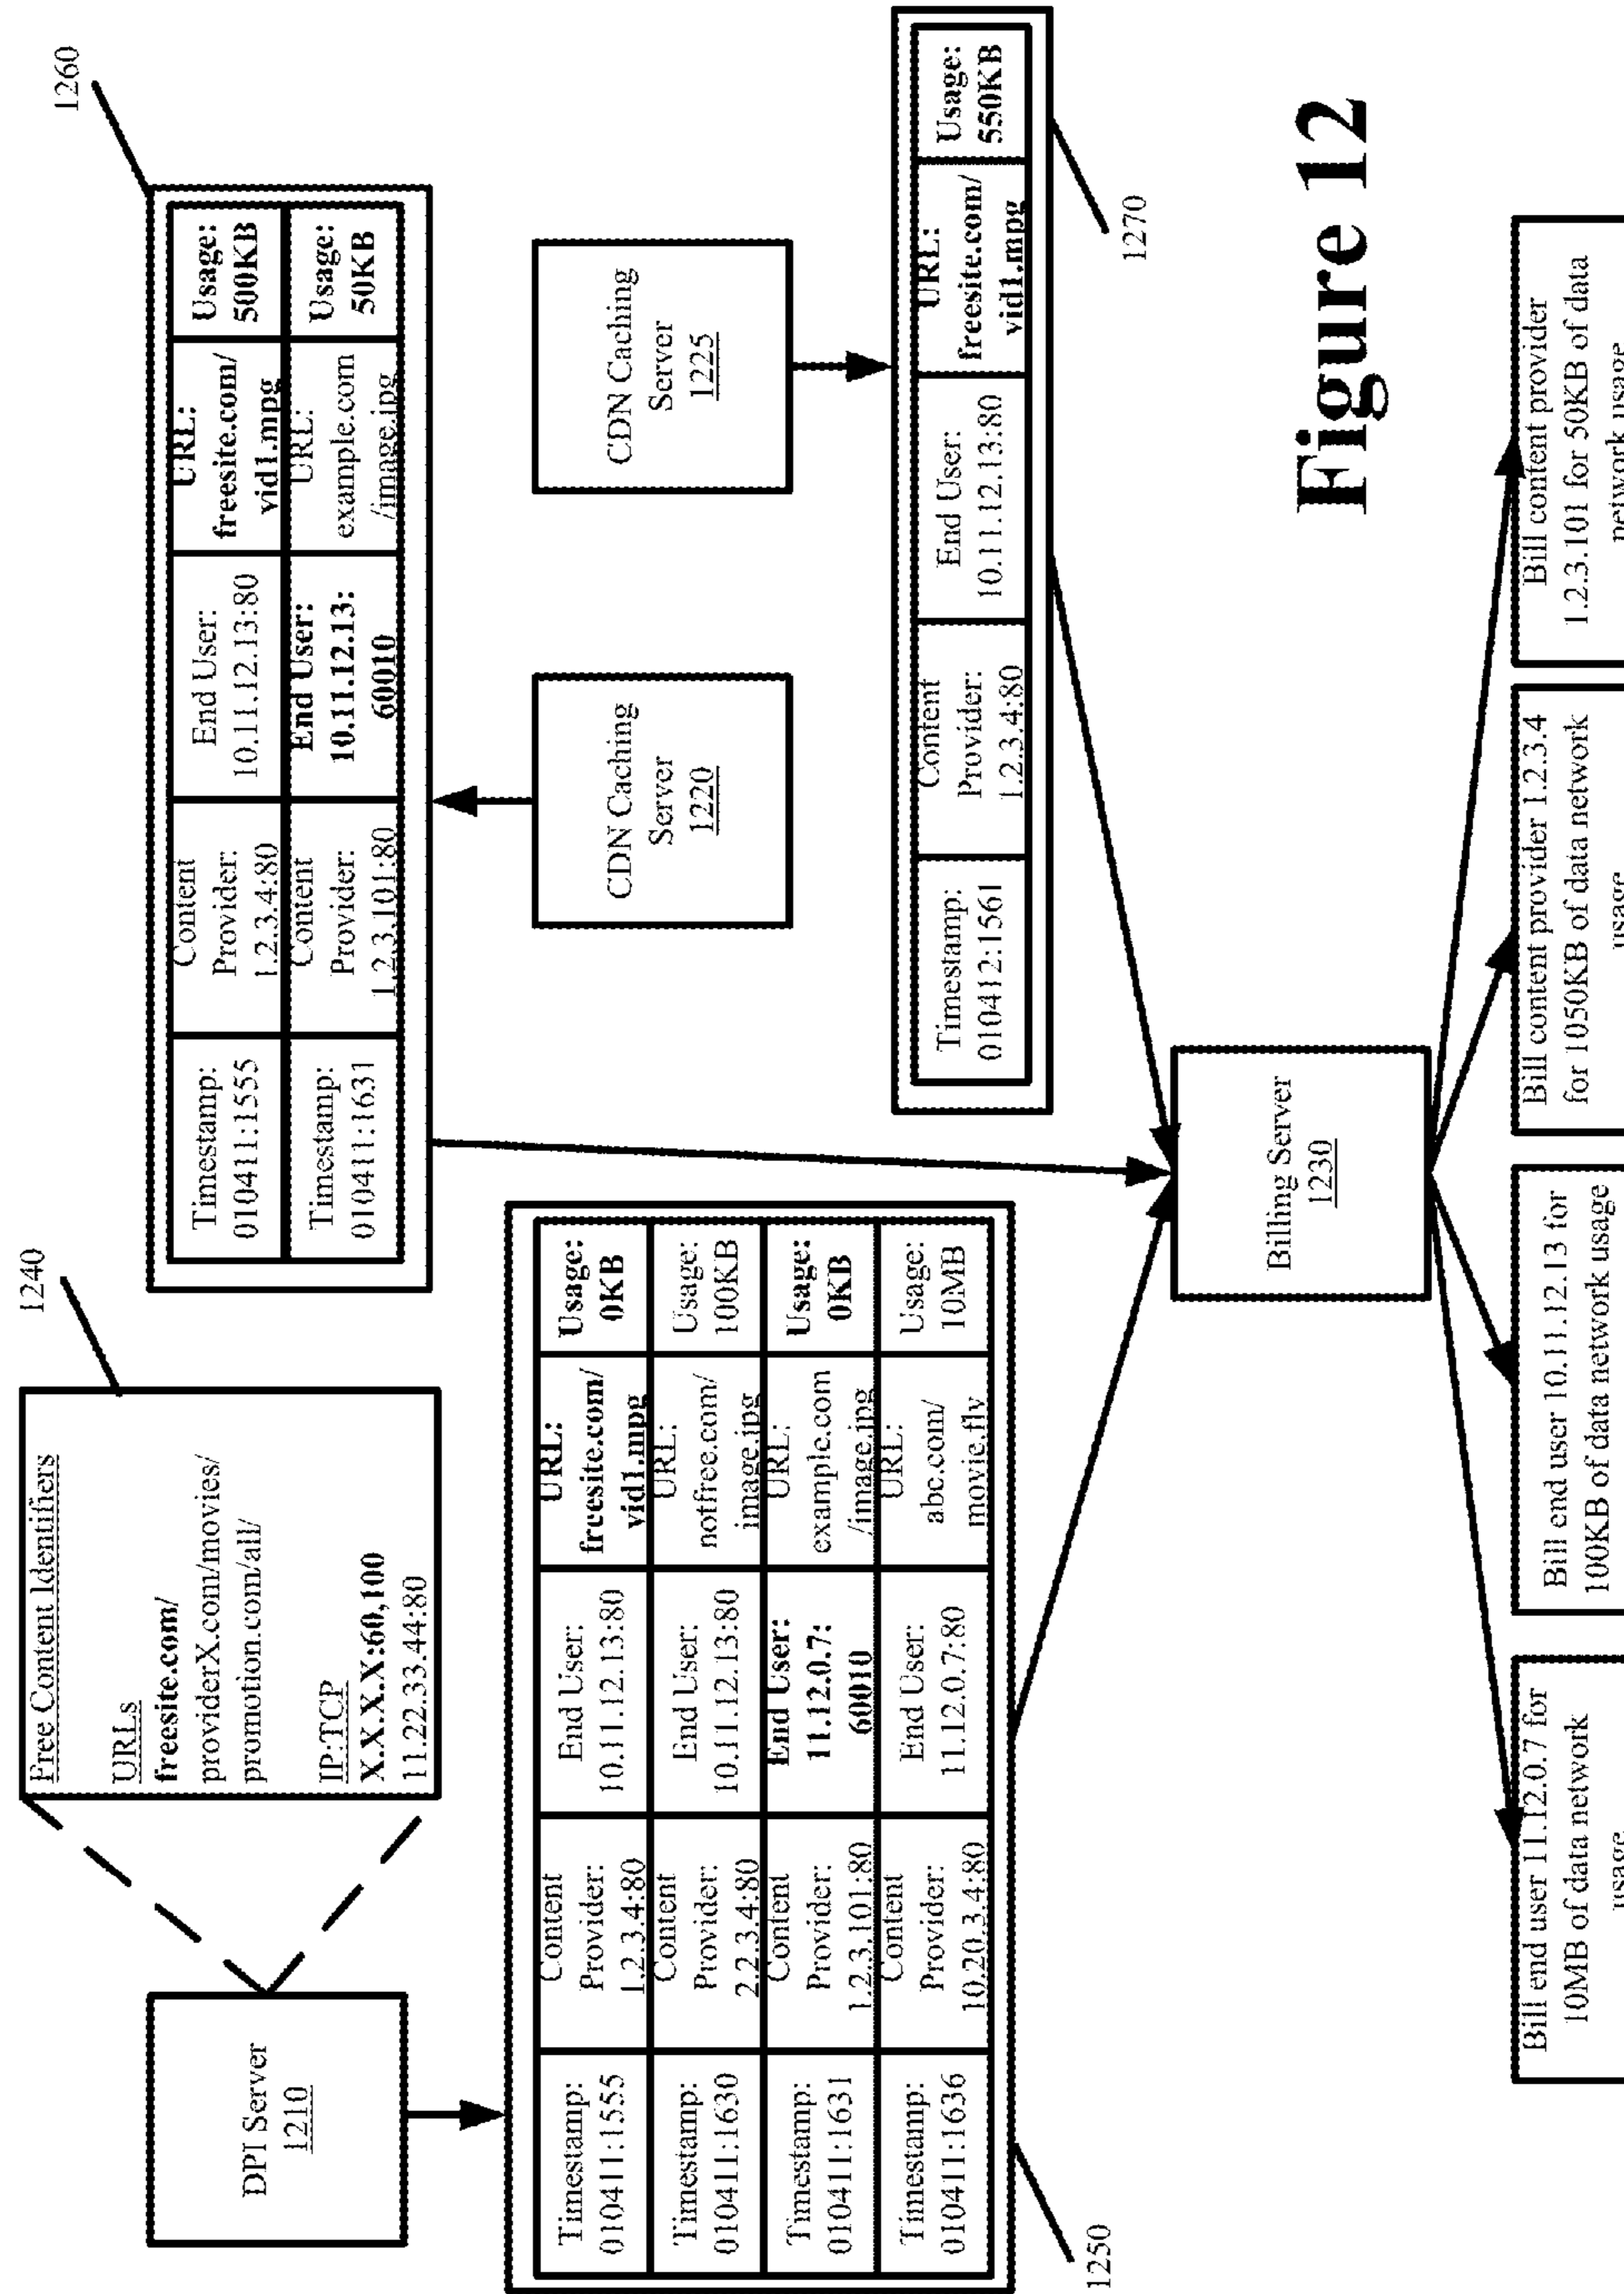 1240
Free Content Identifiers
URLs
freesite.com/
providerX.com/movies/
promotion.com/all/
IP:TCP
X.X.X.X:60,100
11.22.33.44:80
DPI Server
1210
1260
Timestamp:
010411:1555
Content
Provider:
1.2.3.4:80
End User:
10.11.12.13:80
URL:
freesite.com/
vid1.mpg
Usage:
500KB
Timestamp:
010411:1631
Content
Provider:
1.2.3.101:80
End User:
10.11.12.13:
60010
URL:
example.com
/image.jpg
Usage:
50KB
Timestamp:
010411:1555
Content
Provider:
1.2.3.4:80
End User:
10.11.12.13:80
URL:
freesite.com/
vid1.mpg
Usage:
0KB
Timestamp:
010411:1630
Content
Provider:
2.2.3.4:80
End User:
10.11.12.13:80
URL:
notfree.com/
image.jpg
Usage:
100KB
Timestamp:
010411:1631
Content
Provider:
1.2.3.101:80
End User:
11.12.0.7:
60010
URL:
example.com
/image.jpg
Usage:
0KB
Timestamp:
010411:1636
Content
Provider:
10.20.3.4:80
End User:
11.12.0.7:80
URL:
abc.com/
movie.flv
Usage:
10MB
1250
CDN Caching
Server
1220
CDN Caching
Server
1225
Timestamp:
010412:1561
Content
Provider:
1.2.3.4:80
End User:
10.11.12.13:80
URL:
freesite.com/
vid1.mpg
Usage:
550KB
1270
Billing Server
1230
Figure 12
Bill end user 11.12.0.7 for
10MB of data network
usage
Bill end user 10.11.12.13 for
100KB of data network usage
Bill content provider 1.2.3.4
for 1050KB of data network
usage
Bill content provider
1.2.3.101 for 50KB of data
network usage